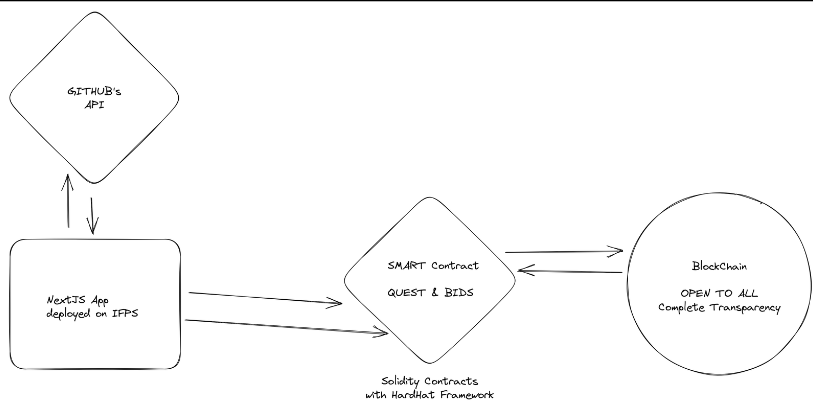 GITHUB's
API
NextJS App
deployed on IFPS
SMART Contract
QUEST & BIDS
Solidity Contracts
with HardHat Framework
BlockChain
OPEN TO ALL
Complete Transparency